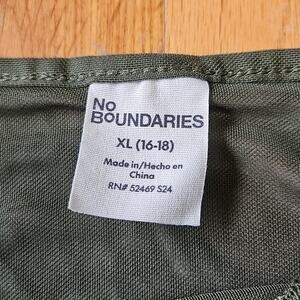 No
BOUNDARIES
XL (16-18)
Made in/Hecho en
China
RN# 52469 S24